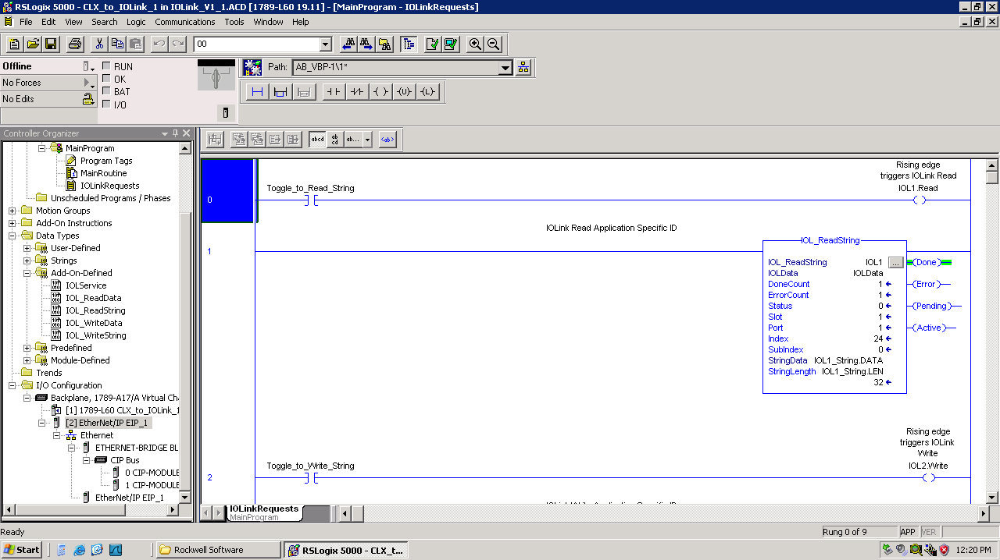 RSLogix 5000 - CLX_to_IOLink_1 in IOLink_V1_1.ACD [1789-L60 19.11] - [MainProgram - IOLinkRequests]
File Edit View Search Logic Communications Tools Window Help
00
Offline
RUN
Path: AB_VBP-1\1*
No Forces
OK
No Edits
BAT
I/O
Controller Organizer
abcd
ab
cd
ab...
<ab>
MainProgram
Program Tags
MainRoutine
IOLinkRequests
Unscheduled Programs / Phases
Motion Groups
Add-On Instructions
Data Types
User-Defined
Strings
Add-On-Defined
IOLService
IOL_ReadData
IOL_ReadString
IOL_WriteData
IOL_WriteString
Predefined
Module-Defined
Trends
I/O Configuration
Backplane, 1789-A17/A Virtual Cha
[1] 1789-L60 CLX_to_IOLink_1
[2] EtherNet/IP EIP_1
Ethernet
ETHERNET-BRIDGE BL
CIP Bus
0 CIP-MODULE
1 CIP-MODULE
EtherNet/IP EIP_1
Rising edge
triggers IOLink Read
Toggle_to_Read_String
IOL1.Read
0
IOLink Read Application Specific ID
1
IOL_ReadString
IOL_ReadString IOL1 ... (Done)
IOLData IOLData
DoneCount 1 (Error)
ErrorCount 1
Status 0 (Pending)
Slot 1
Port 1 (Active)
Index 24
SubIndex 0
StringData IOL1_String.DATA
StringLength IOL1_String.LEN
32
Rising edge
triggers IOLink
Write
Toggle_to_Write_String
IOL2.Write
2
IOLinkRequests
MainProgram
Ready
Rung 0 of 9
APP
VER
Start
Rockwell Software
RSLogix 5000 - CLX_t...
12:20 PM